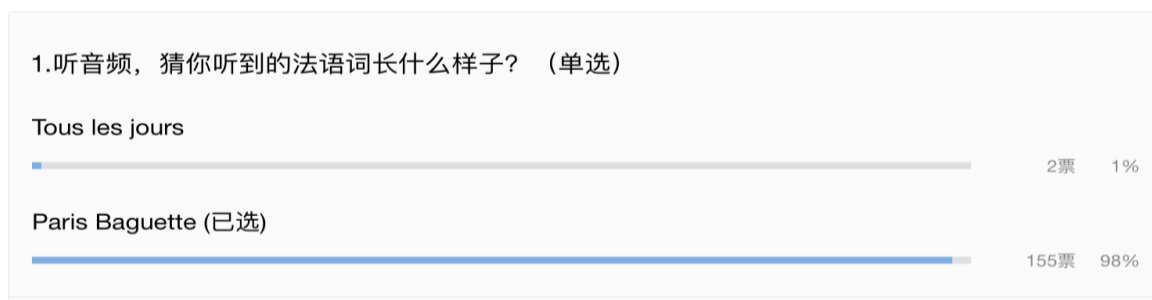 1.听音频，猜你听到的法语词长什么样子？（单选）
Tous les jours
2票 1%
Paris Baguette (已选)
155票 98%